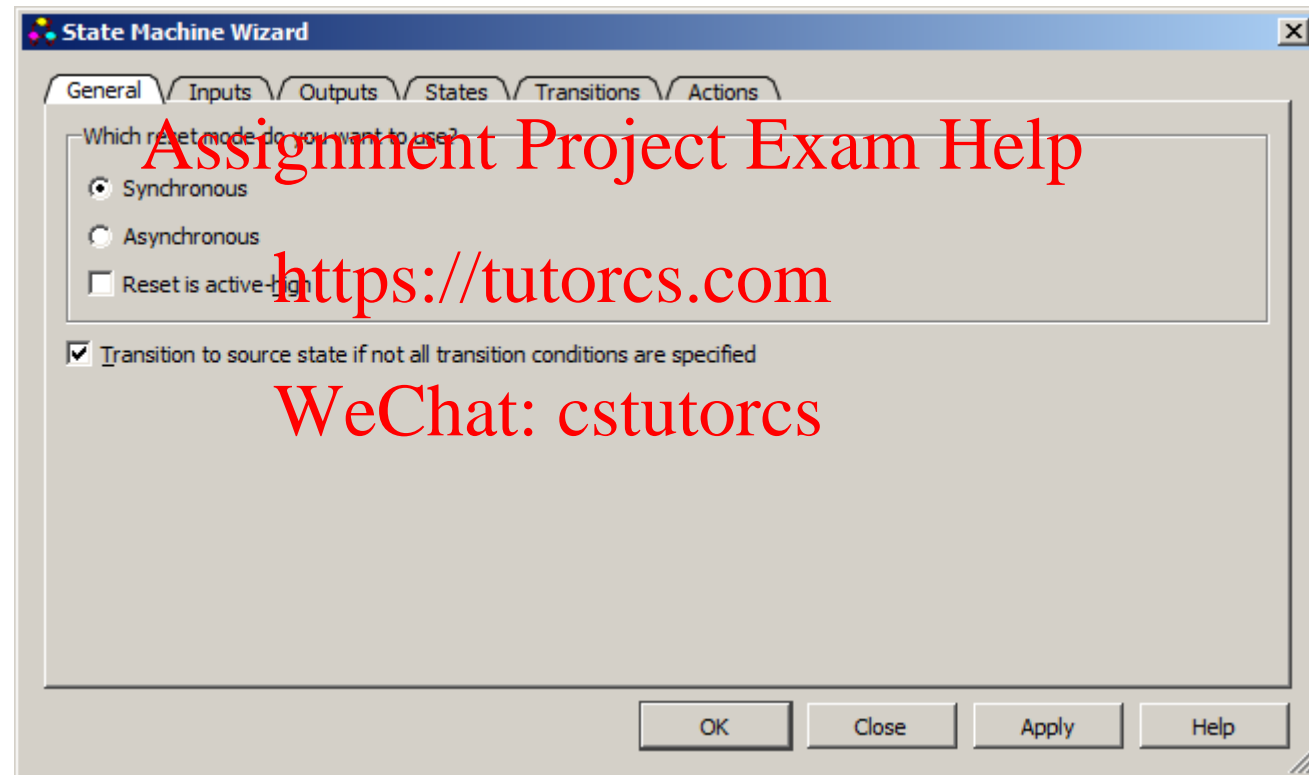 State Machine Wizard
General Inputs Outputs States Transitions Actions
Which reset mode do you want to use?
Assignment Project Exam Help
Synchronous
Asynchronous
https://tutorcs.com
Reset is active-high
Transition to source state if not all transition conditions are specified
WeChat: cstutorcs
OK Close Apply Help